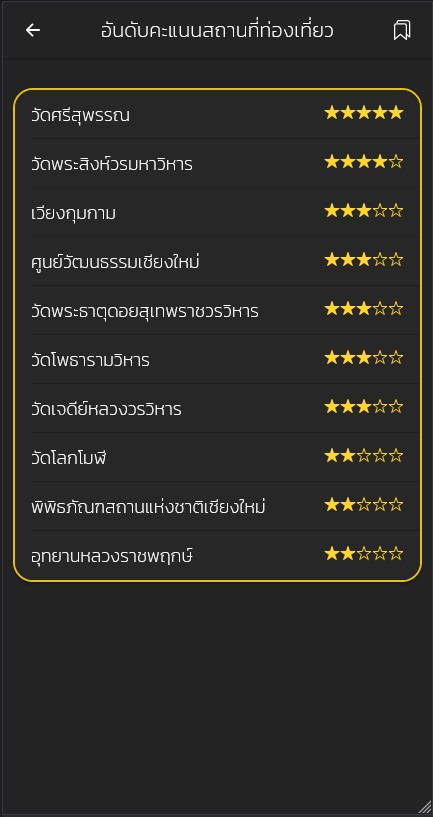 อันดับคะแนนสถานที่ท่องเที่ยว
วัดศรีสุพรรณ ★★★★★
วัดพระสิงห์วรมหาวิหาร ★★★★☆
เวียงกุมกาม ★★★☆☆
ศูนย์วัฒนธรรมเชียงใหม่ ★★★☆☆
วัดพระธาตุดอยสุเทพราชวรวิหาร ★★★☆☆
วัดโพธารามวิหาร ★★★☆☆
วัดเจดีย์หลวงวรวิหาร ★★★☆☆
วัดโลกโมฬี ★★☆☆☆
พิพิธภัณฑสถานแห่งชาติเชียงใหม่ ★★☆☆☆
อุทยานหลวงราชพฤกษ์ ★★☆☆☆